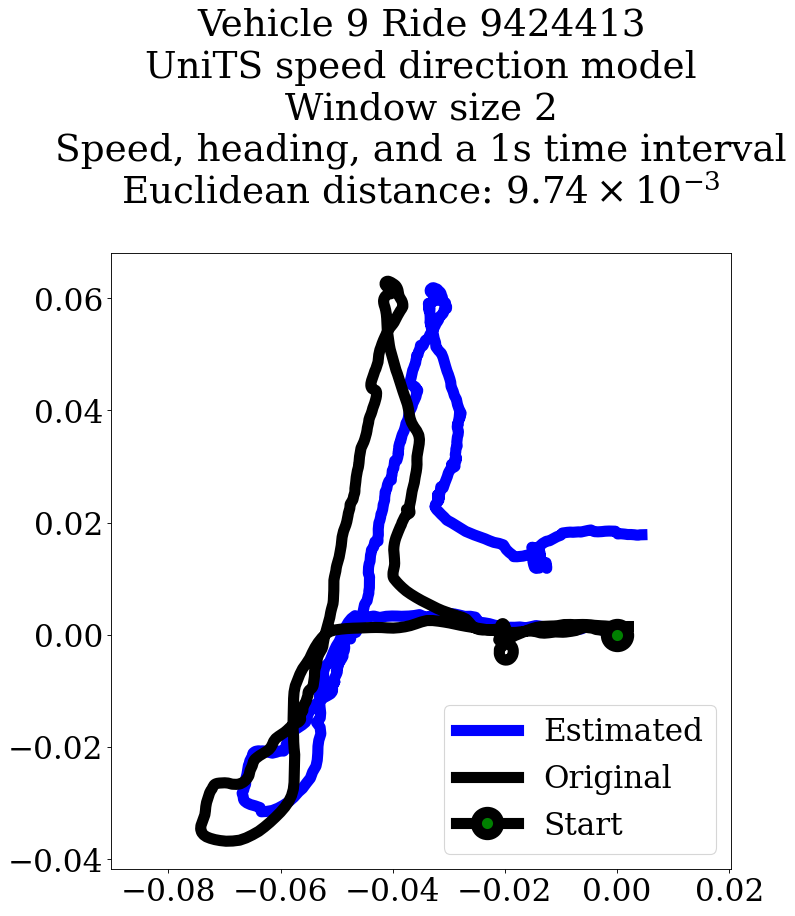 Vehicle 9 Ride 9424413
UniTS speed direction model
Window size 2
Speed, heading, and a 1s time interval
Euclidean distance: 9.74 × 10⁻³
0.06
0.04
0.02
0.00
−0.02
−0.04
Estimated
Original
Start
−0.08
−0.06
−0.04
−0.02
0.00
0.02